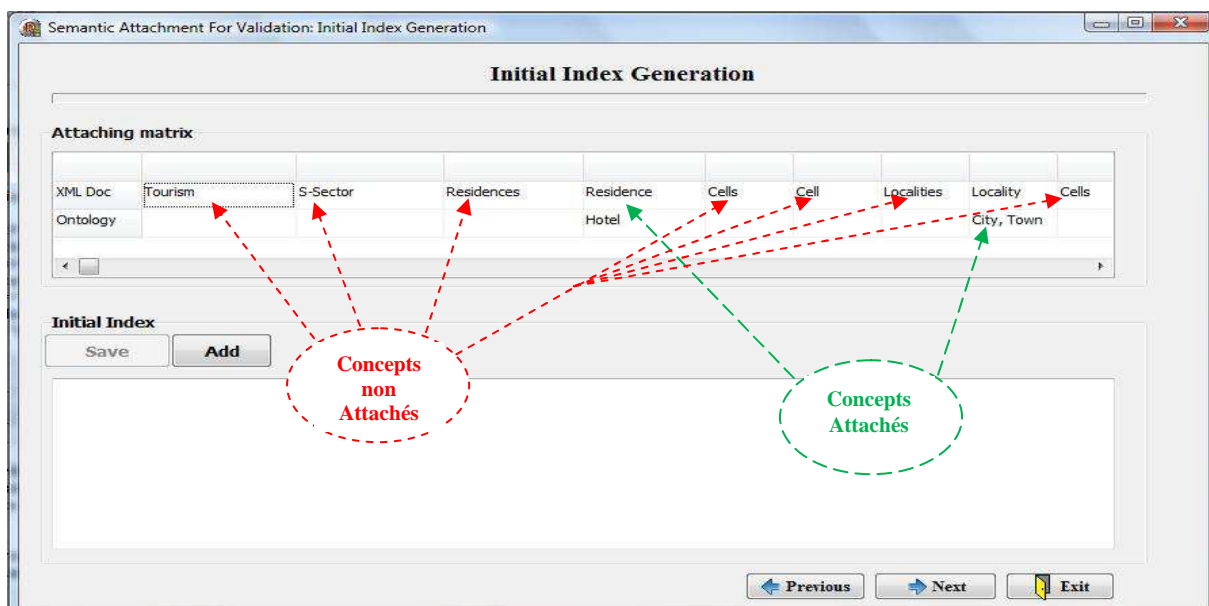 Semantic Attachment For Validation: Initial Index Generation
Initial Index Generation
Attaching matrix
XML Doc Tourism S-Sector Residences Residence Cells Cell Localities Locality Cells
Ontology Hotel City, Town
Initial Index
Save Add
Concepts
non
Attachés
Concepts
Attachés
Previous Next Exit